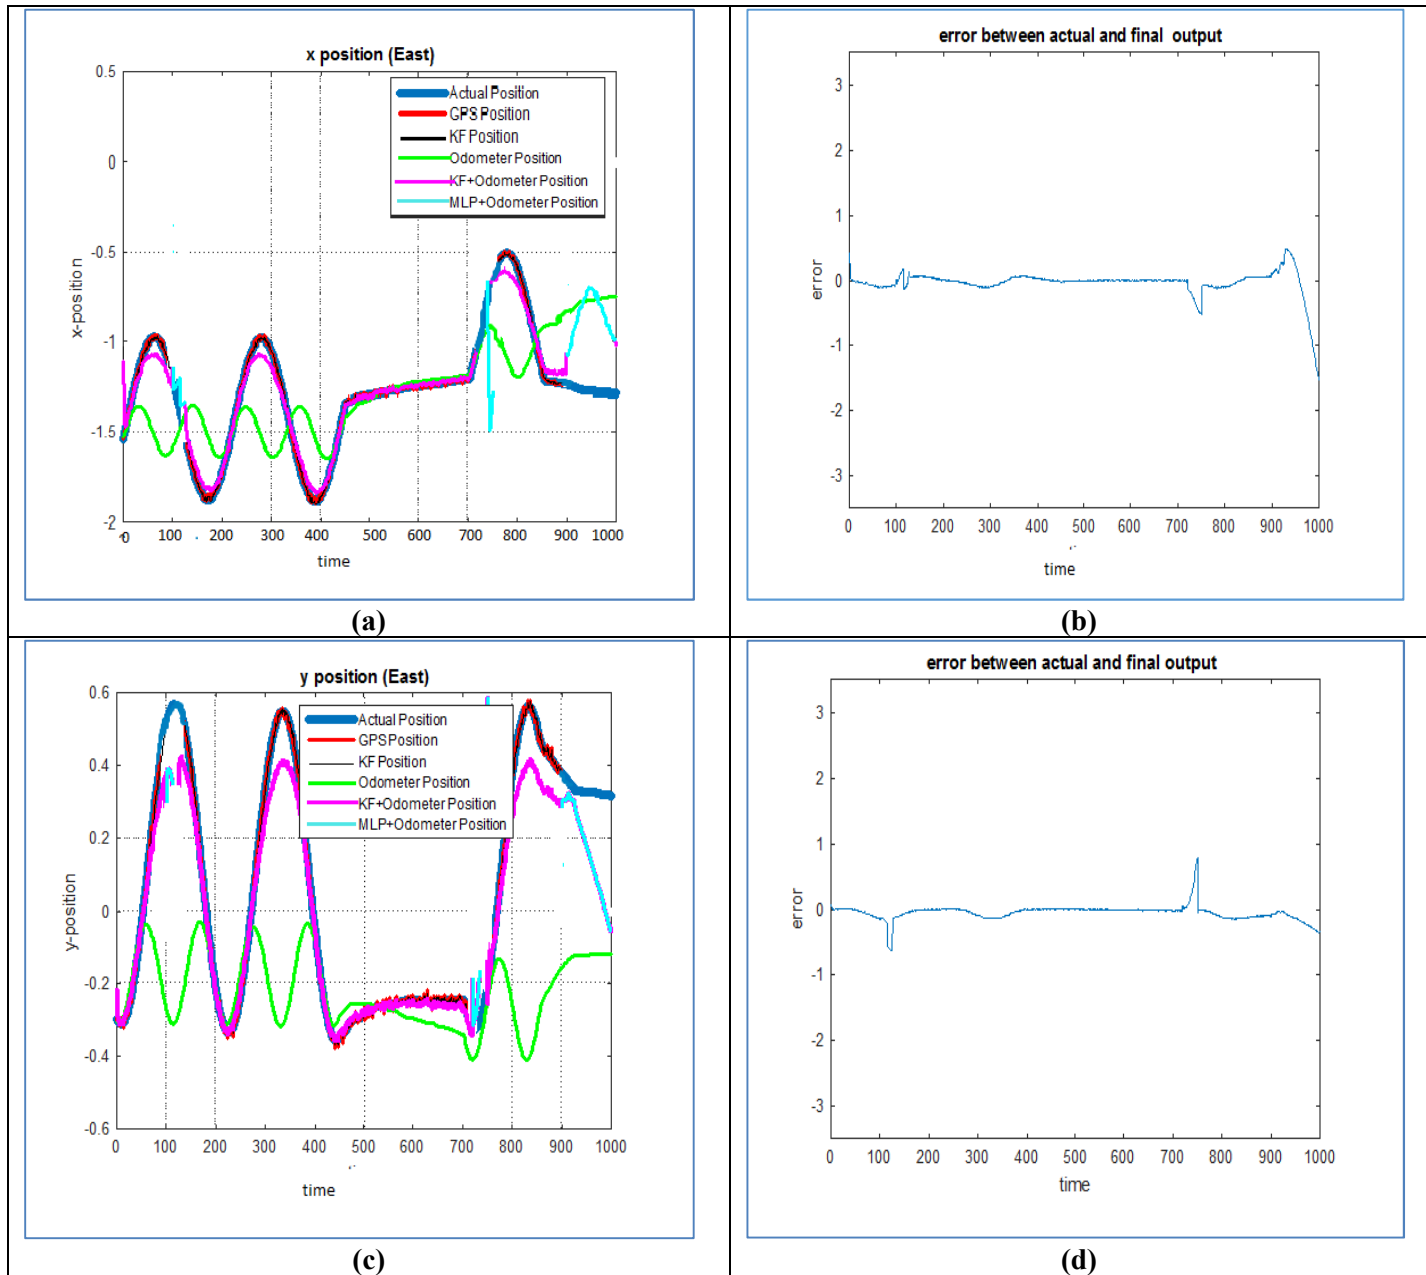 x position (East)
0.5
0
-0.5
-1
-1.5
-2
x-position
Actual Position
GPS Position
KF Position
Odometer Position
KF+Odometer Position
MLP+Odometer Position
0 100 200 300 400 500 600 700 800 900 1000
time
(a)
error between actual and final output
3
2
1
0
-1
-2
-3
error
0 100 200 300 400 500 600 700 800 900 1000
time
(b)
y position (East)
0.6
0.4
0.2
0
-0.2
-0.4
-0.6
y-position
Actual Position
GPS Position
KF Position
Odometer Position
KF+Odometer Position
MLP+Odometer Position
0 100 200 300 400 500 600 700 800 900 1000
time
(c)
error between actual and final output
3
2
1
0
-1
-2
-3
error
0 100 200 300 400 500 600 700 800 900 1000
time
(d)